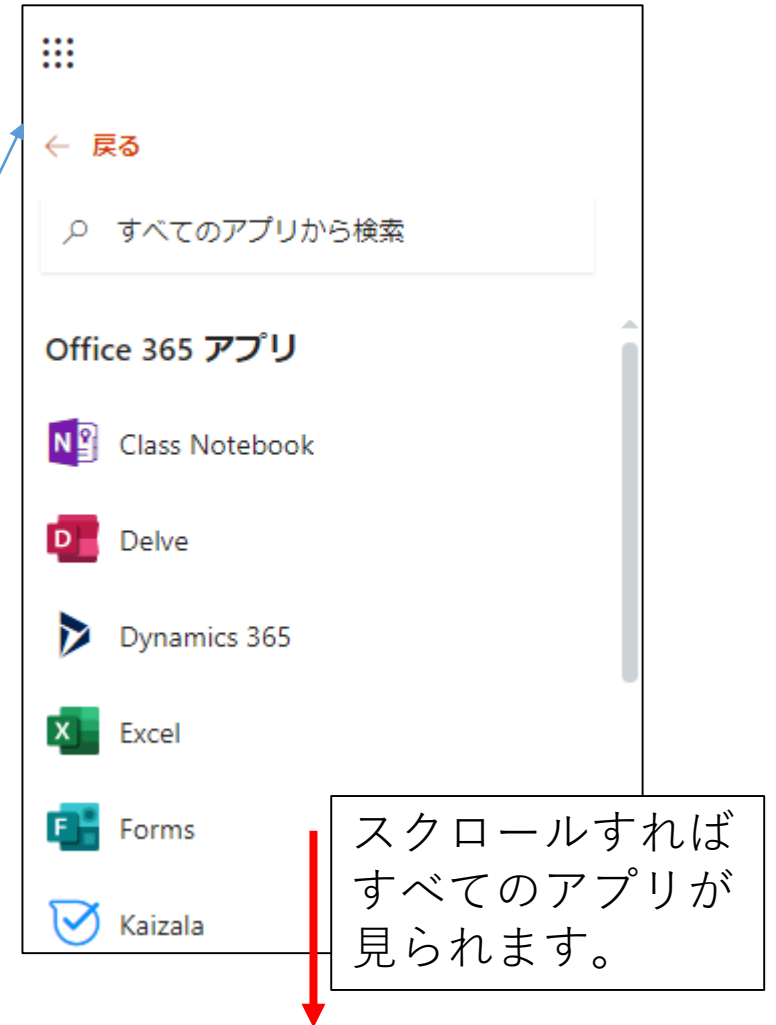 ← 戻る
すべてのアプリから検索
Office 365 アプリ
Class Notebook
Delve
Dynamics 365
Excel
Forms
Kaizala
スクロールすれば
すべてのアプリが
見られます。